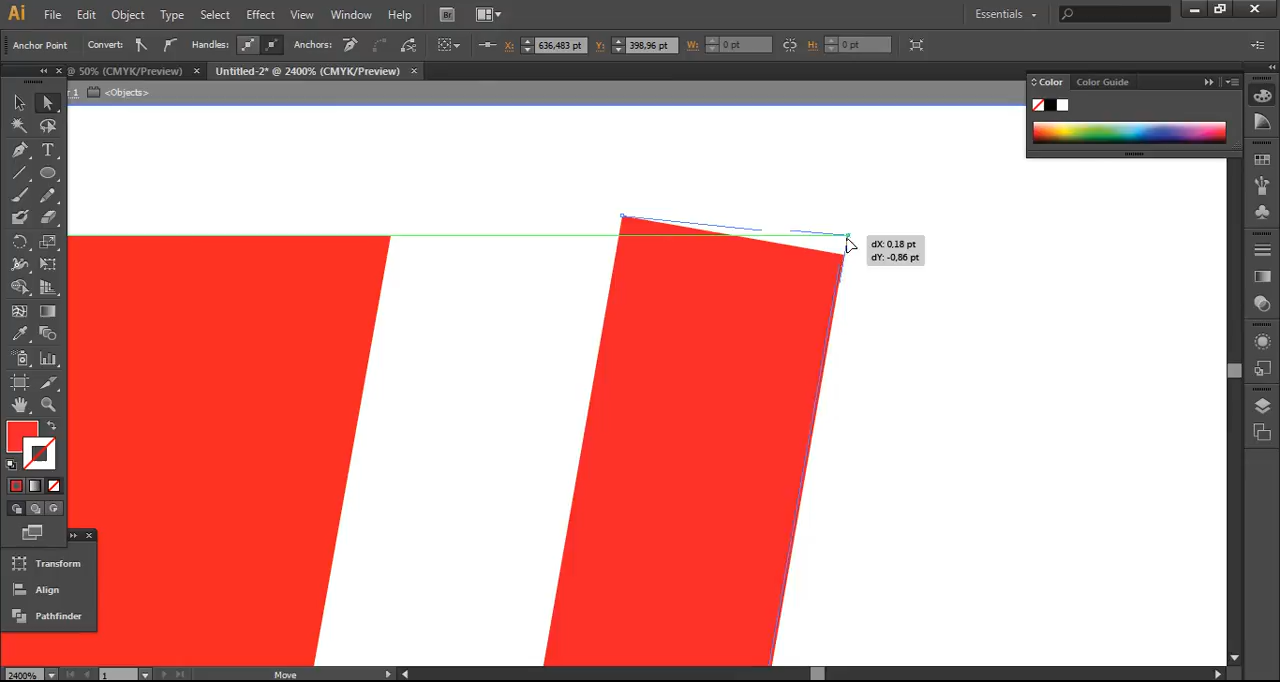 Ai File Edit Object Type Select Effect View Window Help Br Essentials
Anchor Point Convert: Handles: Anchors: X: 636,483 pt Y: 398,96 pt W: 0 pt H: 0 pt
@ 50% (CMYK/Preview) × Untitled-2* @ 2400% (CMYK/Preview) ×
1 <Objects>
Color Color Guide
dX: 0,18 pt
dY: -0,86 pt
Transform
Align
Pathfinder
2400% 1 Move